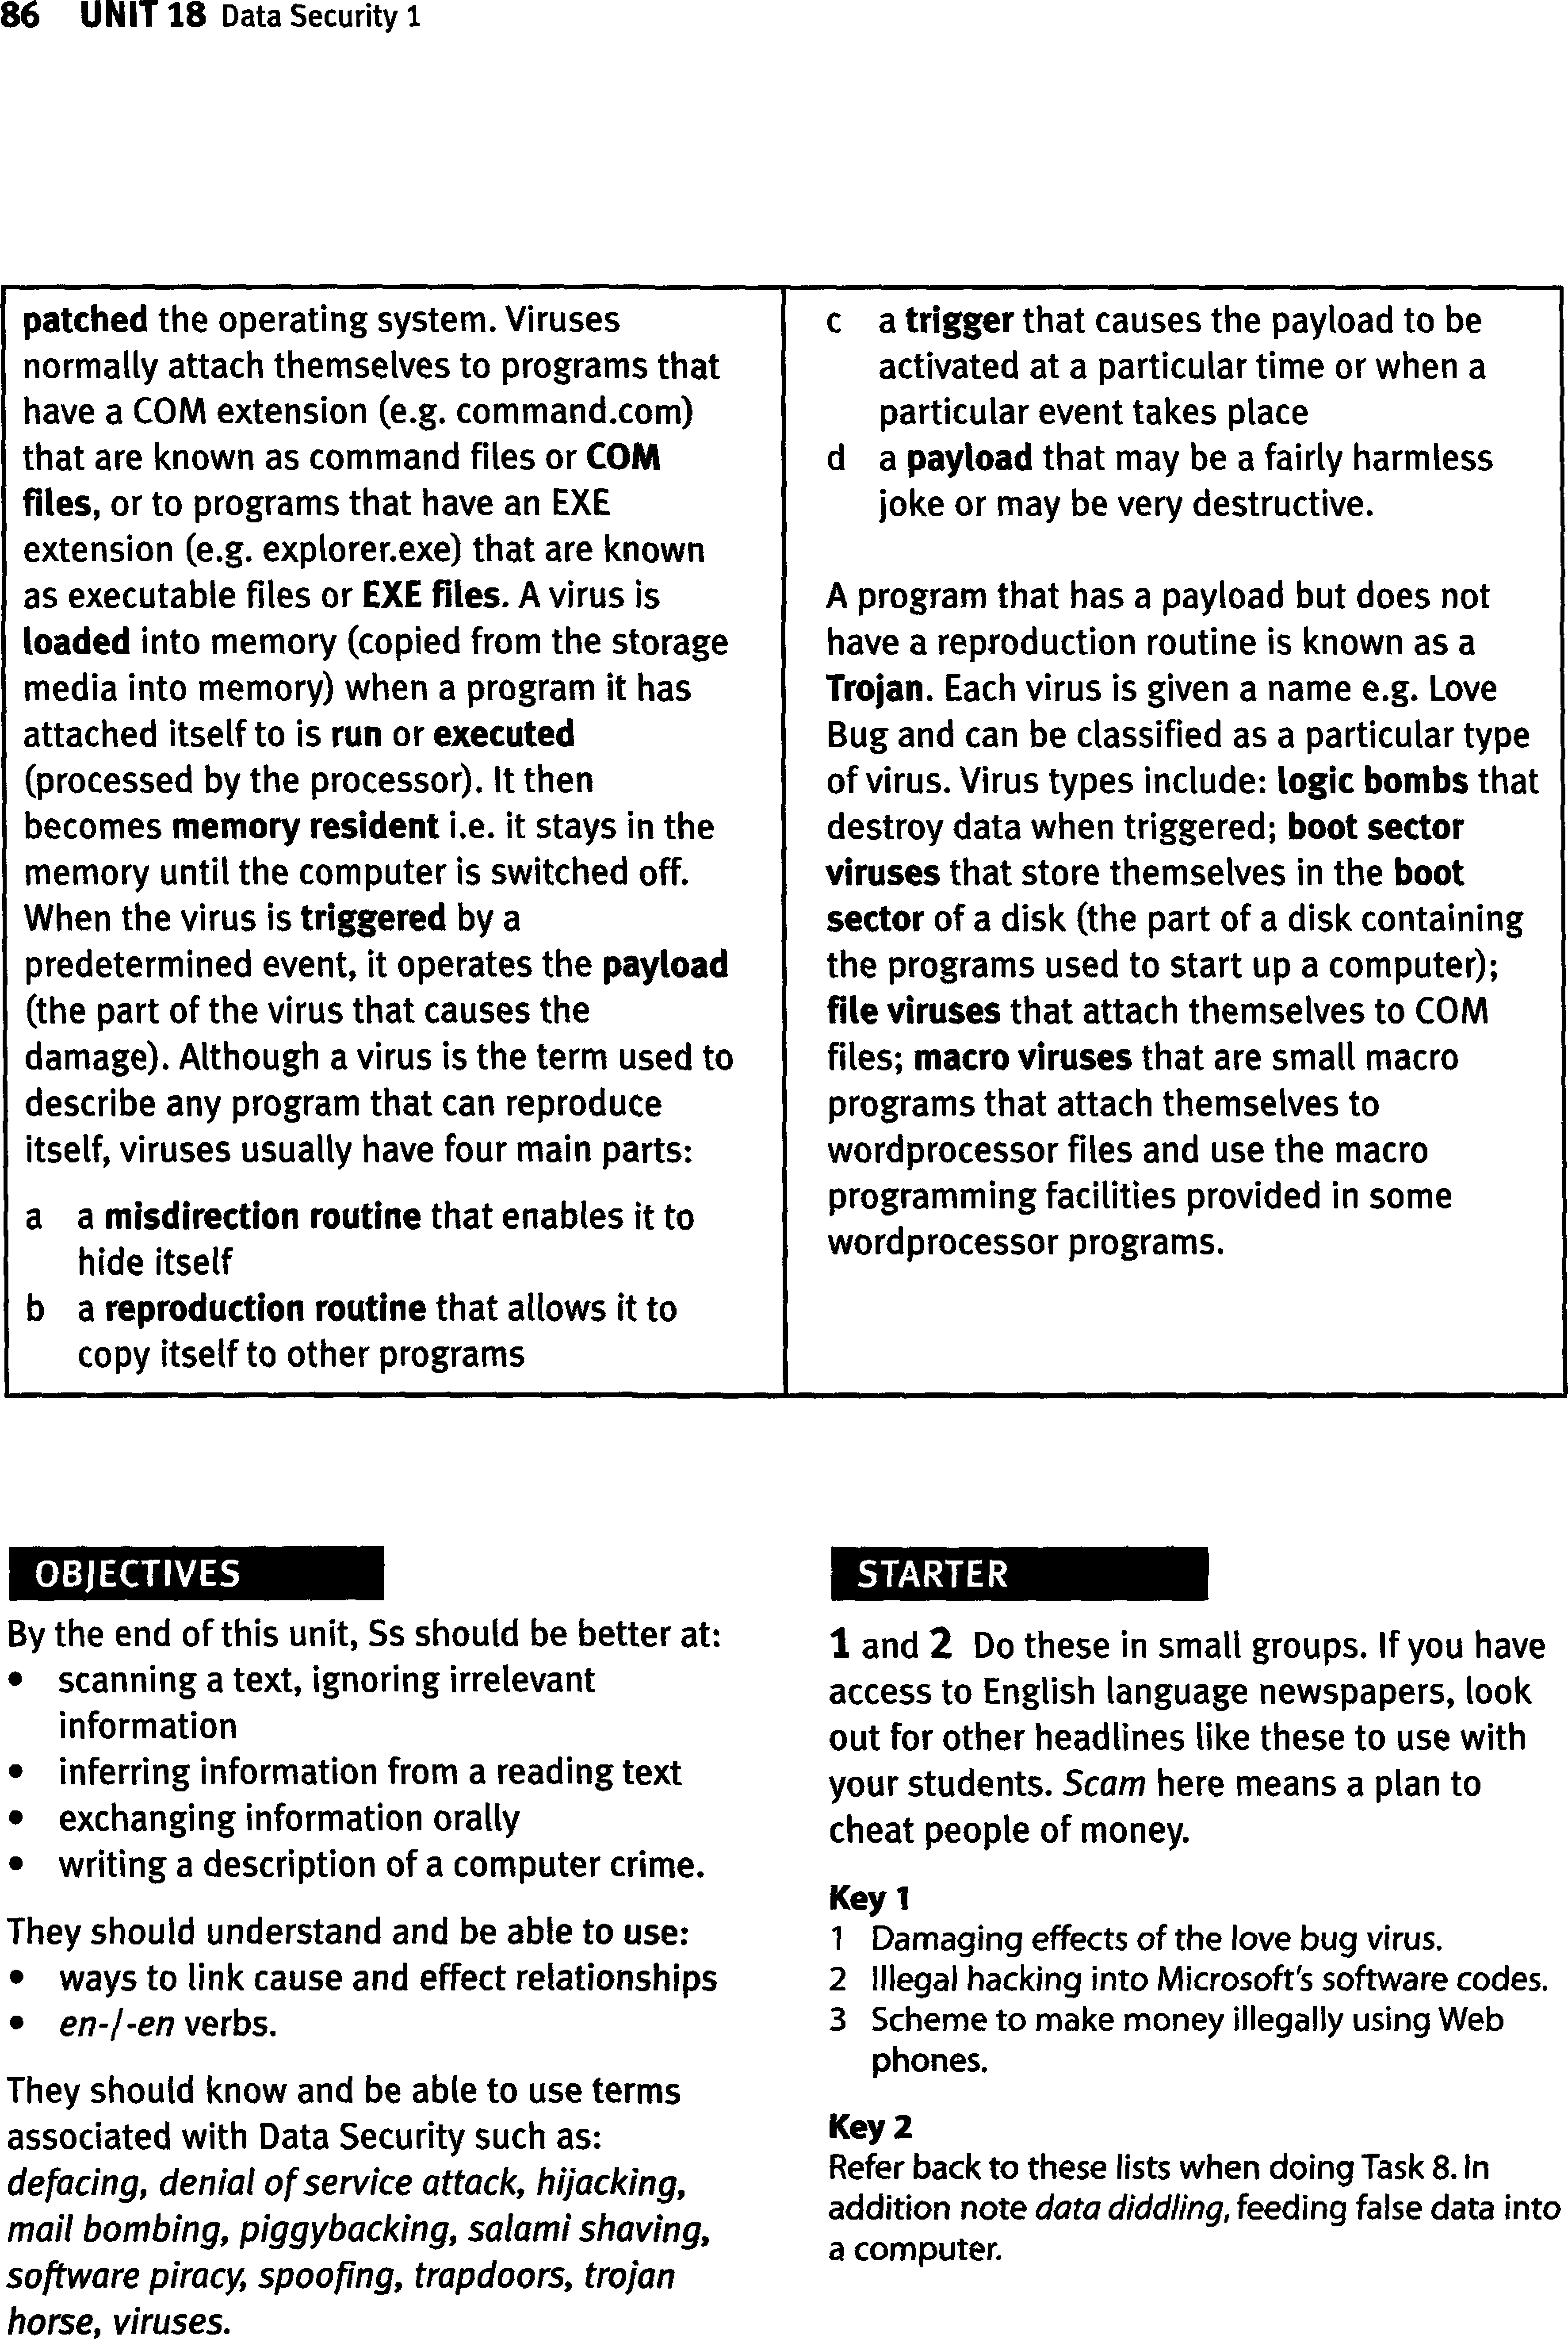 86 UNIT 18 Data Security 1
patched the operating system. Viruses
normally attach themselves to programs that
have a COM extension (e.g. command.com)
that are known as command files or COM
files, or to programs that have an EXE
extension (e.g. explorer.exe) that are known
as executable files or EXE files. A virus is
loaded into memory (copied from the storage
media into memory) when a program it has
attached itself to is run or executed
(processed by the processor). It then
becomes memory resident i.e. it stays in the
memory until the computer is switched off.
When the virus is triggered by a
predetermined event, it operates the payload
(the part of the virus that causes the
damage). Although a virus is the term used to
describe any program that can reproduce
itself, viruses usually have four main parts:
a a misdirection routine that enables it to
hide itself
b a reproduction routine that allows it to
copy itself to other programs
c a trigger that causes the payload to be
activated at a particular time or when a
particular event takes place
d a payload that may be a fairly harmless
joke or may be very destructive.
A program that has a payload but does not
have a reproduction routine is known as a
Trojan. Each virus is given a name e.g. Love
Bug and can be classified as a particular type
of virus. Virus types include: logic bombs that
destroy data when triggered; boot sector
viruses that store themselves in the boot
sector of a disk (the part of a disk containing
the programs used to start up a computer);
file viruses that attach themselves to COM
files; macro viruses that are small macro
programs that attach themselves to
wordprocessor files and use the macro
programming facilities provided in some
wordprocessor programs.
OBJECTIVES
By the end of this unit, Ss should be better at:
• scanning a text, ignoring irrelevant
information
• inferring information from a reading text
• exchanging information orally
• writing a description of a computer crime.
They should understand and be able to use:
• ways to link cause and effect relationships
• en-/-en verbs.
They should know and be able to use terms
associated with Data Security such as:
defacing, denial of service attack, hijacking,
mail bombing, piggybacking, salami shaving,
software piracy, spoofing, trapdoors, trojan
horse, viruses.
STARTER
1 and 2 Do these in small groups. If you have
access to English language newspapers, look
out for other headlines like these to use with
your students. Scam here means a plan to
cheat people of money.
Key 1
1 Damaging effects of the love bug virus.
2 Illegal hacking into Microsoft's software codes.
3 Scheme to make money illegally using Web
phones.
Key 2
Refer back to these lists when doing Task 8. In
addition note data diddling, feeding false data into
a computer.